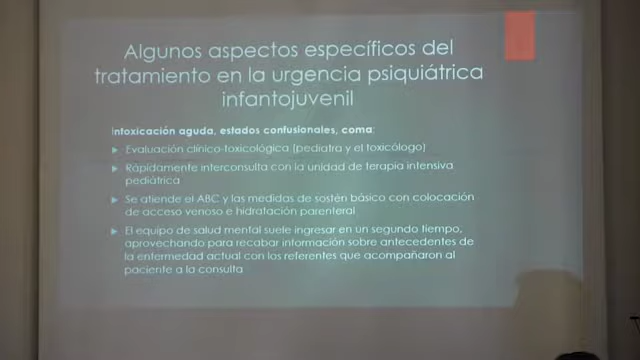 Algunos aspectos específicos del
tratamiento en la urgencia psiquiátrica
infantojuvenil
Intoxicación aguda, estados confusionales, coma:
Evaluación clínico-toxicológica (pediatra y el toxicólogo)
Rápidamente interconsulta con la unidad de terapia intensiva
pediátrica
Se atiende el ABC y las medidas de sostén básico con colocación
de acceso venoso e hidratación parenteral
El equipo de salud mental suele ingresar en un segundo tiempo,
aprovechando para recabar información sobre antecedentes de
la enfermedad actual con los referentes que acompañaron al
paciente a la consulta